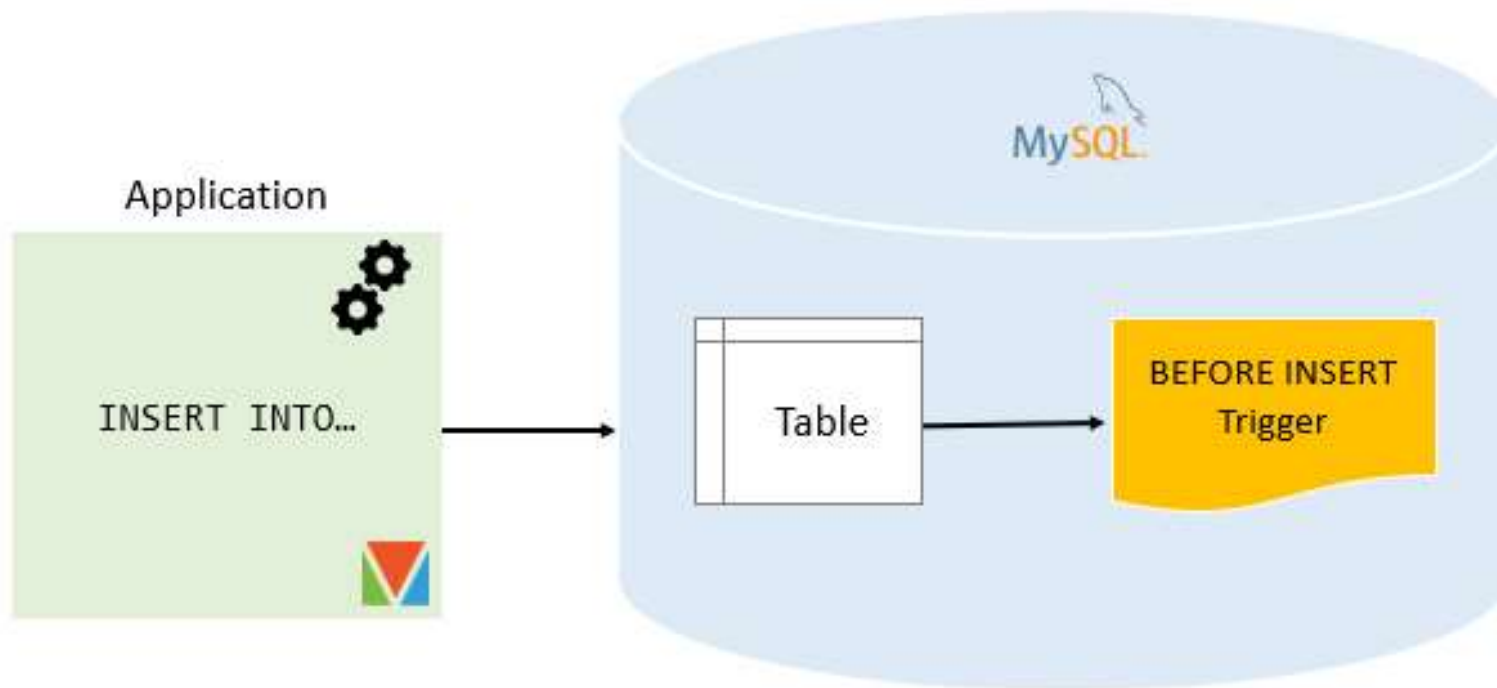 MySQL
Application
INSERT INTO…
Table
BEFORE INSERT
Trigger